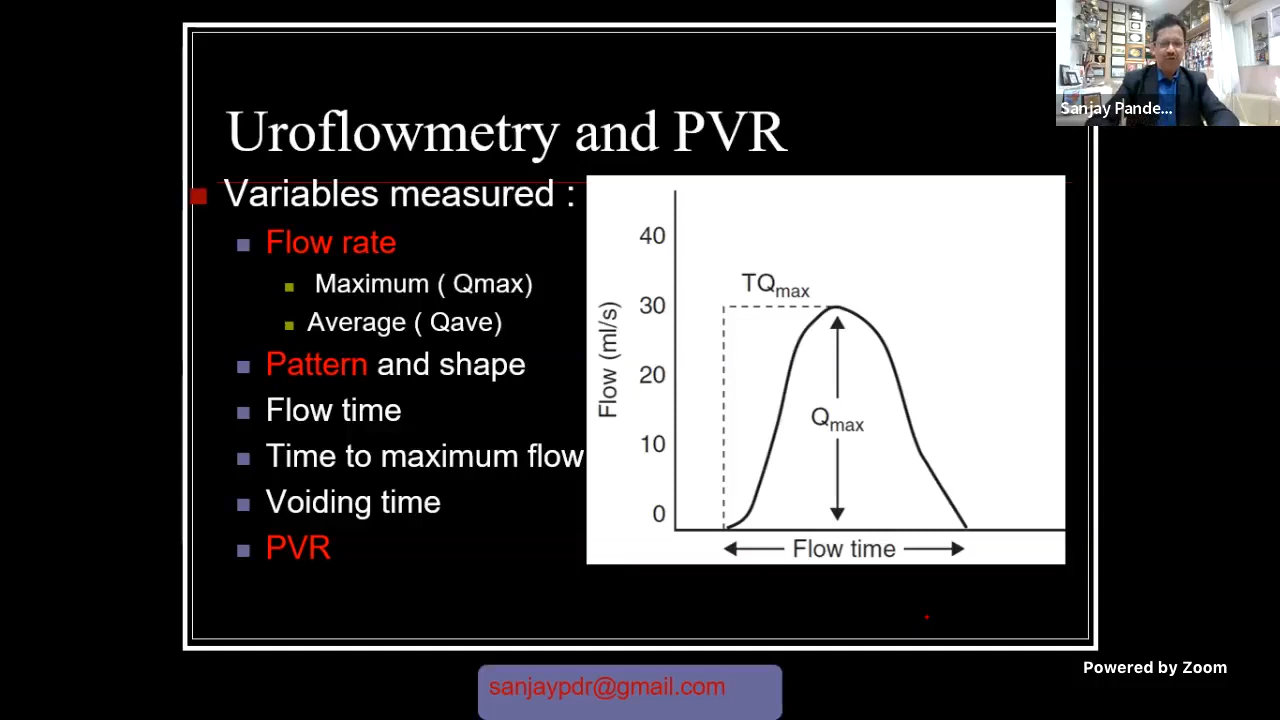 Uroflowmetry and PVR
Variables measured :
Flow rate
Maximum ( Qmax)
Average ( Qave)
Pattern and shape
Flow time
Time to maximum flow
Voiding time
PVR
40
30
20
10
0
Flow (ml/s)
TQmax
Qmax
Flow time
sanjaypdr@gmail.com
Sanjay Pande...
Powered by Zoom